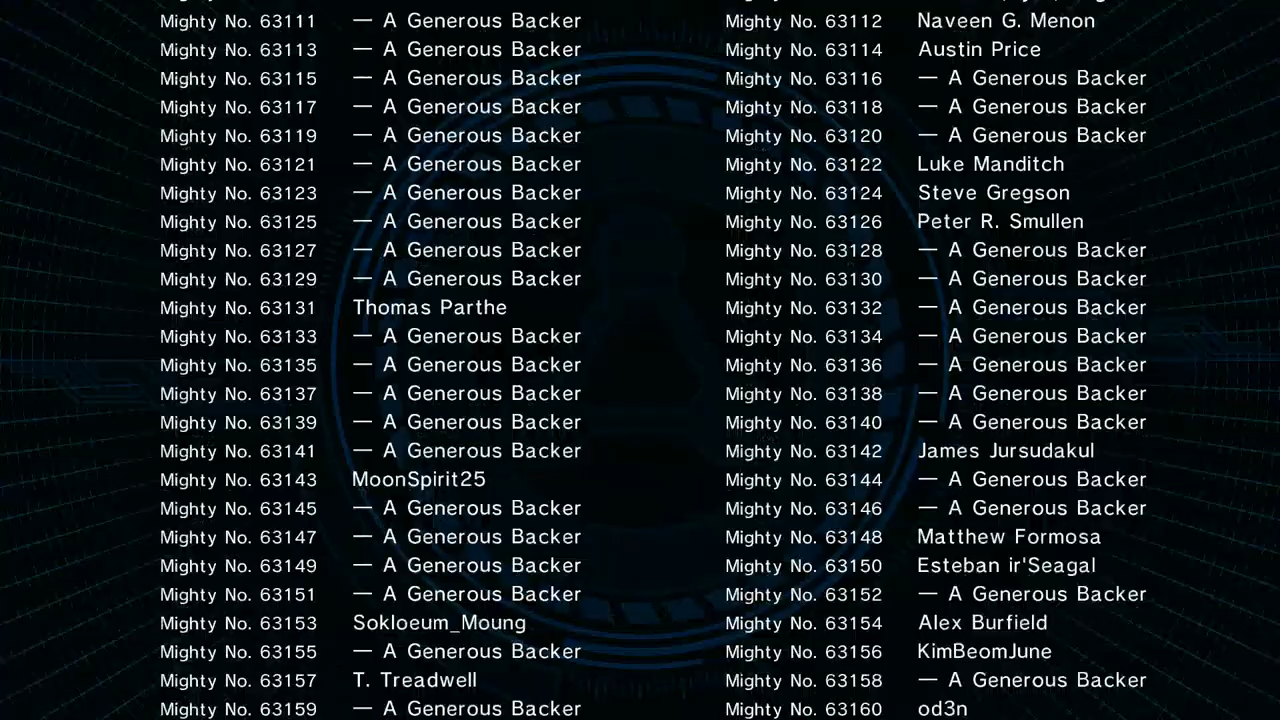 Mighty No. 63111 — A Generous Backer Mighty No. 63112 Naveen G. Menon
Mighty No. 63113 — A Generous Backer Mighty No. 63114 Austin Price
Mighty No. 63115 — A Generous Backer Mighty No. 63116 — A Generous Backer
Mighty No. 63117 — A Generous Backer Mighty No. 63118 — A Generous Backer
Mighty No. 63119 — A Generous Backer Mighty No. 63120 — A Generous Backer
Mighty No. 63121 — A Generous Backer Mighty No. 63122 Luke Manditch
Mighty No. 63123 — A Generous Backer Mighty No. 63124 Steve Gregson
Mighty No. 63125 — A Generous Backer Mighty No. 63126 Peter R. Smullen
Mighty No. 63127 — A Generous Backer Mighty No. 63128 — A Generous Backer
Mighty No. 63129 — A Generous Backer Mighty No. 63130 — A Generous Backer
Mighty No. 63131 Thomas Parthe Mighty No. 63132 — A Generous Backer
Mighty No. 63133 — A Generous Backer Mighty No. 63134 — A Generous Backer
Mighty No. 63135 — A Generous Backer Mighty No. 63136 — A Generous Backer
Mighty No. 63137 — A Generous Backer Mighty No. 63138 — A Generous Backer
Mighty No. 63139 — A Generous Backer Mighty No. 63140 — A Generous Backer
Mighty No. 63141 — A Generous Backer Mighty No. 63142 James Jursudakul
Mighty No. 63143 MoonSpirit25 Mighty No. 63144 — A Generous Backer
Mighty No. 63145 — A Generous Backer Mighty No. 63146 — A Generous Backer
Mighty No. 63147 — A Generous Backer Mighty No. 63148 Matthew Formosa
Mighty No. 63149 — A Generous Backer Mighty No. 63150 Esteban ir'Seagal
Mighty No. 63151 — A Generous Backer Mighty No. 63152 — A Generous Backer
Mighty No. 63153 Sokloeum_Moung Mighty No. 63154 Alex Burfield
Mighty No. 63155 — A Generous Backer Mighty No. 63156 KimBeomJune
Mighty No. 63157 T. Treadwell Mighty No. 63158 — A Generous Backer
Mighty No. 63159 — A Generous Backer Mighty No. 63160 od3n